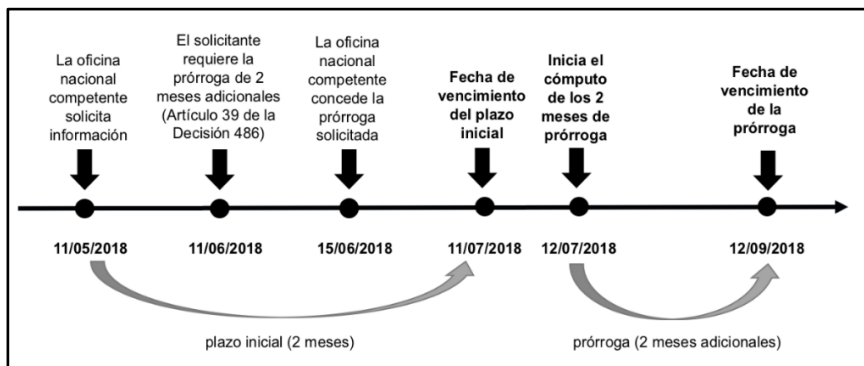 La oficina
nacional
competente
solicita
información
El solicitante
requiere la
prórroga de 2
meses adicionales
(Artículo 39 de la
Decisión 486)
La oficina
nacional
competente
concede la
prórroga
solicitada
Fecha de
vencimiento
del plazo
inicial
Inicia el
cómputo
de los 2
meses de
prórroga
Fecha de
vencimiento
de la
prórroga
11/05/2018
11/06/2018
15/06/2018
11/07/2018
12/07/2018
12/09/2018
plazo inicial (2 meses)
prórroga (2 meses adicionales)